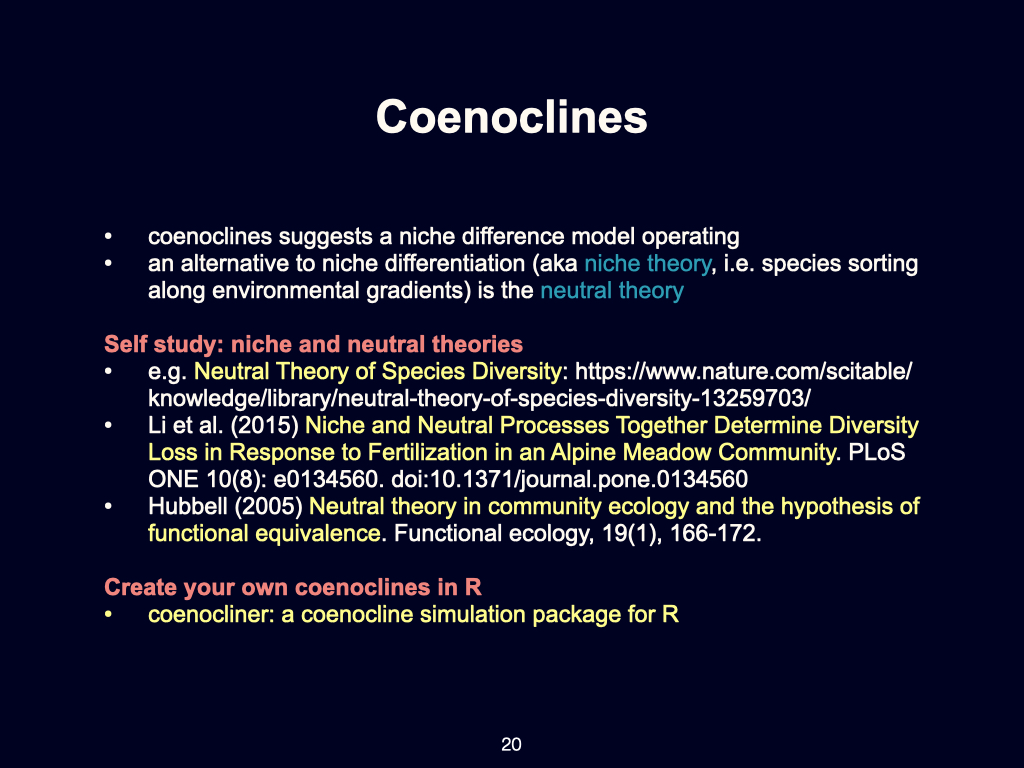 Coenoclines
• coenoclines suggests a niche difference model operating
• an alternative to niche differentiation (aka niche theory, i.e. species sorting
along environmental gradients) is the neutral theory
Self study: niche and neutral theories
• e.g. Neutral Theory of Species Diversity: https://www.nature.com/scitable/
knowledge/library/neutral-theory-of-species-diversity-13259703/
• Li et al. (2015) Niche and Neutral Processes Together Determine Diversity
Loss in Response to Fertilization in an Alpine Meadow Community. PLoS
ONE 10(8): e0134560. doi:10.1371/journal.pone.0134560
• Hubbell (2005) Neutral theory in community ecology and the hypothesis of
functional equivalence. Functional ecology, 19(1), 166-172.
Create your own coenoclines in R
• coenocliner: a coenocline simulation package for R
20